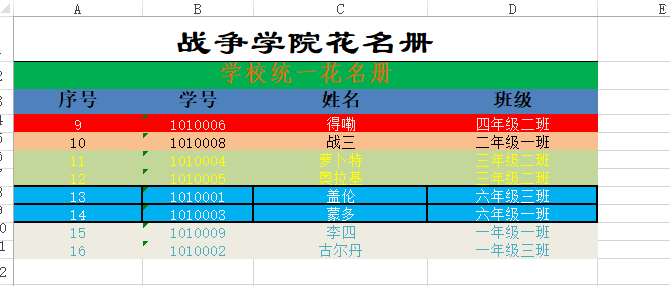 A B C D E
战争学院花名册
2 学校统一花名册
3 序号 学号 姓名 班级
4 9 1010006 得嘞 四年级二班
5 10 1010008 战三 二年级一班
6 11 1010004 萝卜特 三年级二班
12 1010005 奥拉基 三年级二班
8 13 1010001 盖伦 六年级三班
9 14 1010003 蒙多 六年级一班
0 15 1010009 李四 一年级一班
1 16 1010002 古尔丹 一年级三班
2